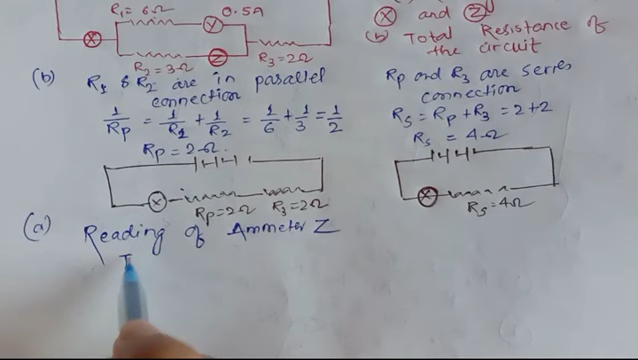 R₁ = 6Ω
Y
0.5A
X
Z
R₂ = 3Ω
R₃ = 2Ω
X and Z
(b) Total Resistance of
the circuit
(b) R₁ & R₂ are in parallel
connection
1/Rp = 1/R₁ + 1/R₂ = 1/6 + 1/3 = 1/2
Rp = 2Ω.
Rp and R₃ are series
connection
Rs = Rp + R₃ = 2+2
Rs = 4Ω
X
Rp = 2Ω R₃ = 2Ω
X
Rs = 4Ω
(a) Reading of Ammeter Z
I